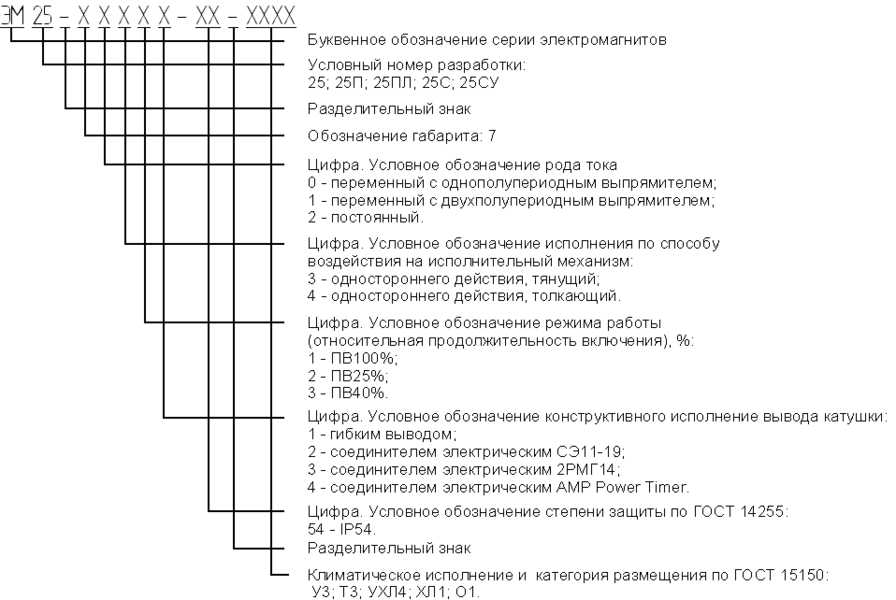 ЭМ 25 – Х Х Х Х Х – ХХ – ХХХХ
Буквенное обозначение серии электромагнитов
Условный номер разработки:
25; 25П; 25ПЛ; 25С; 25СУ
Разделительный знак
Обозначение габарита: 7
Цифра. Условное обозначение рода тока
0 - переменный с однополупериодным выпрямителем;
1 - переменный с двухполупериодным выпрямителем;
2 - постоянный.
Цифра. Условное обозначение исполнения по способу
воздействия на исполнительный механизм:
3 - одностороннего действия, тянущий;
4 - одностороннего действия, толкающий.
Цифра. Условное обозначение режима работы
(относительная продолжительность включения), %:
1 - ПВ100%;
2 - ПВ25%;
3 - ПВ40%.
Цифра. Условное обозначение конструктивного исполнение вывода катушки:
1 - гибким выводом;
2 - соединителем электрическим СЭ11-19;
3 - соединителем электрическим 2РМГ14;
4 - соединителем электрическим AMP Power Timer.
Цифра. Условное обозначение степени защиты по ГОСТ 14255:
54 - IP54.
Разделительный знак
Климатическое исполнение и категория размещения по ГОСТ 15150:
У3; Т3; УХЛ4; ХЛ1; О1.